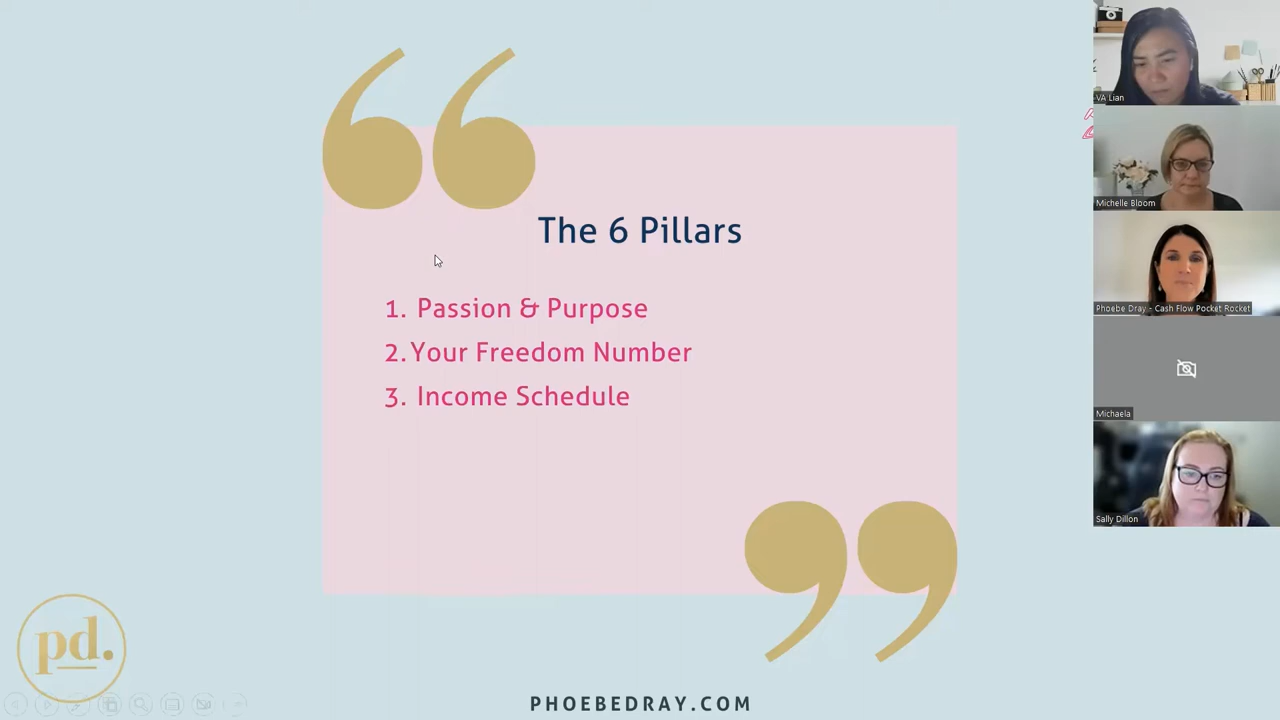 The 6 Pillars
1. Passion & Purpose
2. Your Freedom Number
3. Income Schedule
pd.
PHOEBEDRAY.COM
VA Lian
Michelle Bloom
Phoebe Dray - Cash Flow Pocket Rocket
Michaela
Sally Dillon